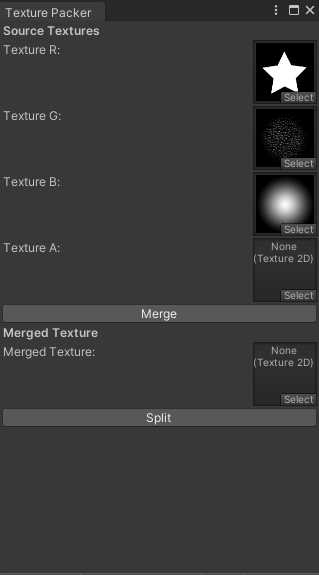 Texture Packer
Source Textures
Texture R:
Select
Texture G:
Select
Texture B:
Select
Texture A:
None
(Texture 2D)
Select
Merge
Merged Texture
Merged Texture:
None
(Texture 2D)
Select
Split